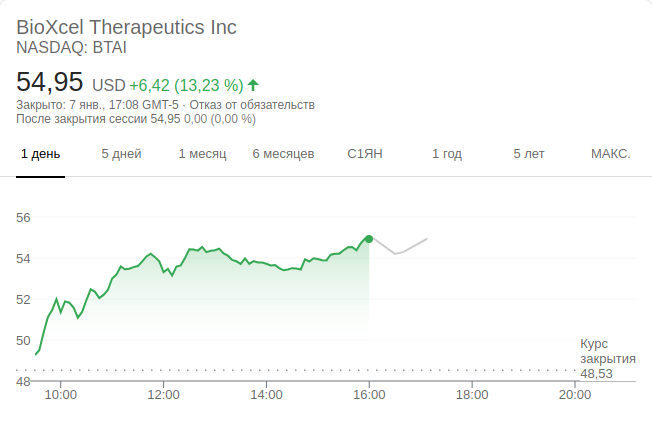 BioXcel Therapeutics Inc
NASDAQ: BTAI
54,95 USD +6,42 (13,23 %)
Закрыто: 7 янв., 17:08 GMT-5 · Отказ от обязательств
После закрытия сессии 54,95 0,00 (0,00 %)
1 день 5 дней 1 месяц 6 месяцев С1ЯН 1 год 5 лет МАКС.
56
54
52
50
48
Курс
закрытия
48,53
10:00 12:00 14:00 16:00 18:00 20:00